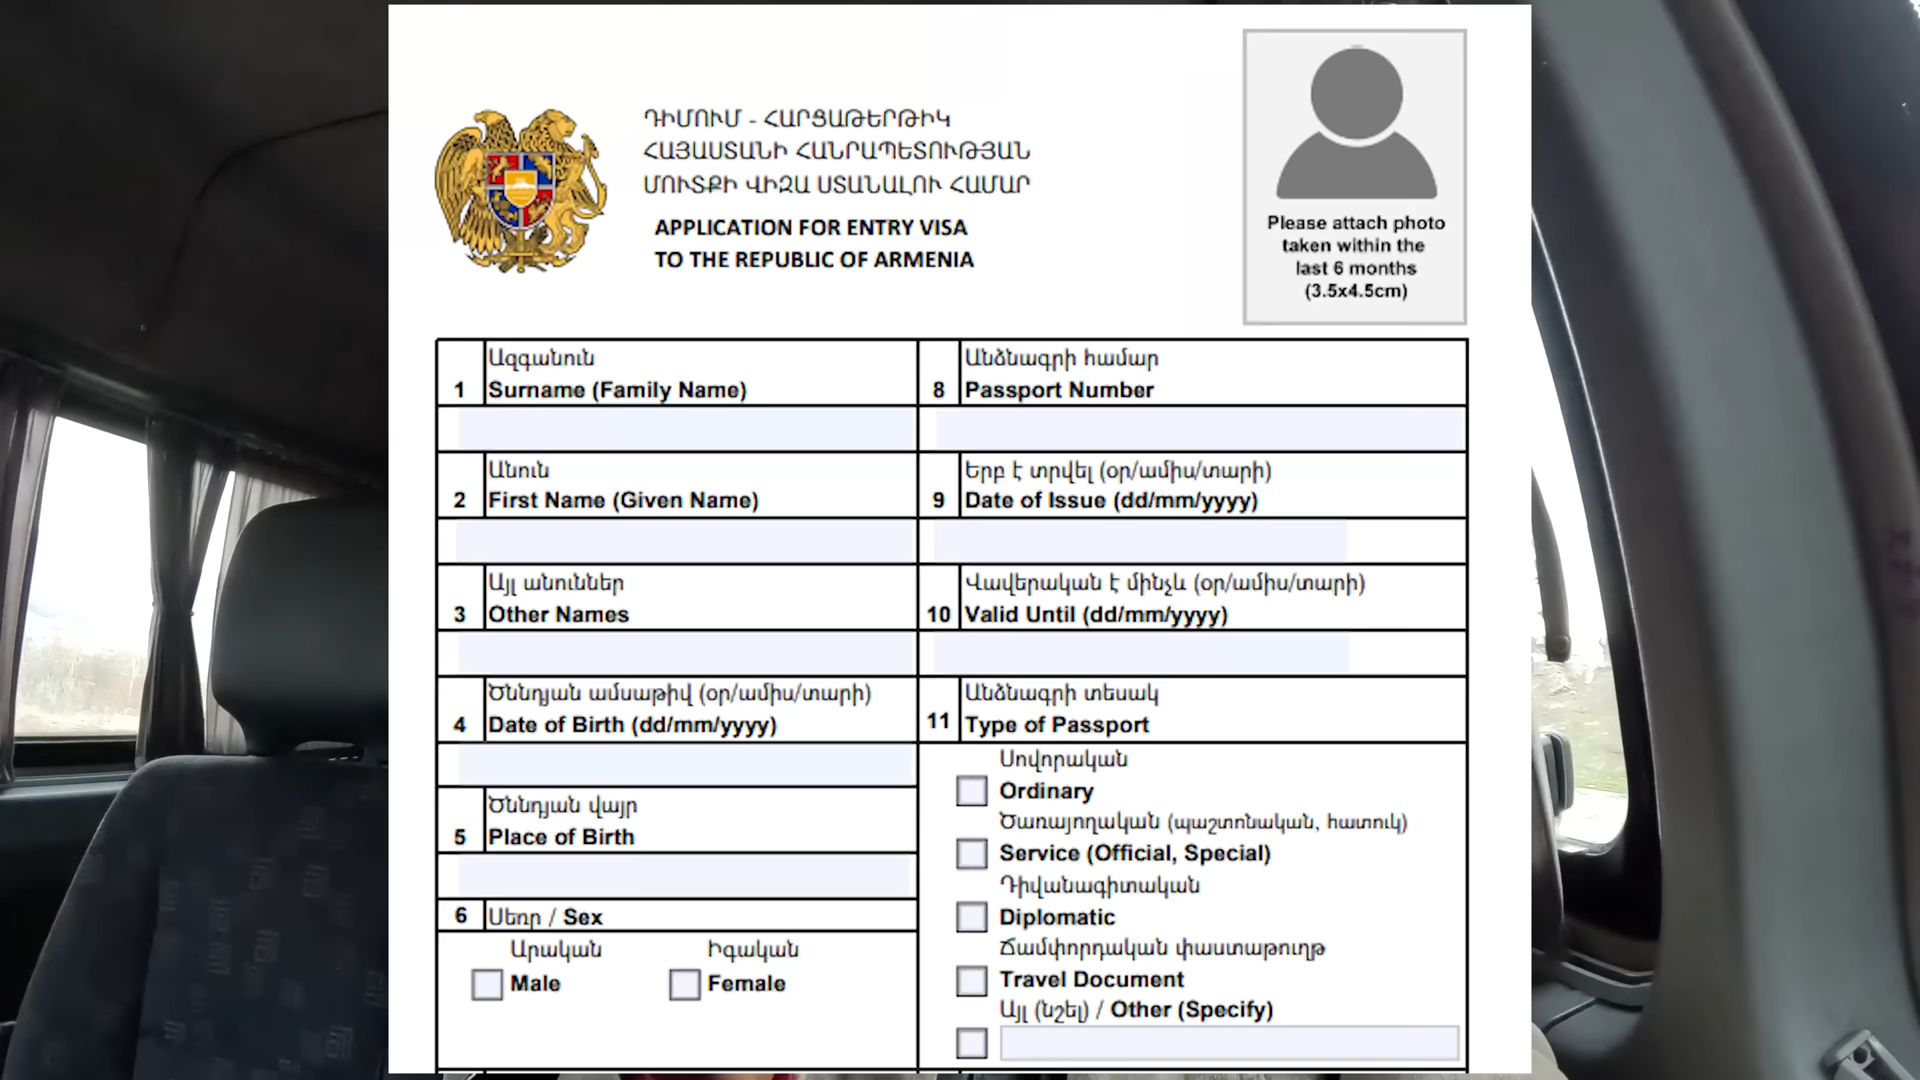 ԴԻՄՈՒՄ - ՀԱՐՑԱԹԵՐԹԻԿ
ՀԱՅԱՍՏԱՆԻ ՀԱՆՐԱՊԵՏՈՒԹՅԱՆ
ՄՈՒՏՔԻ ՎԻԶԱ ՍՏԱՆԱԼՈՒ ՀԱՄԱՐ
APPLICATION FOR ENTRY VISA
TO THE REPUBLIC OF ARMENIA
Please attach photo
taken within the
last 6 months
(3.5x4.5cm)
1 Ազգանուն
Surname (Family Name)
2 Անուն
First Name (Given Name)
3 Այլ անուններ
Other Names
4 Ծննդյան ամսաթիվ (օր/ամիս/տարի)
Date of Birth (dd/mm/yyyy)
5 Ծննդյան վայր
Place of Birth
6 Սեռը / Sex
Արական Իգական
Male Female
8 Անձնագրի համար
Passport Number
9 Երբ է տրվել (օր/ամիս/տարի)
Date of Issue (dd/mm/yyyy)
10 Վավերական է մինչև (օր/ամիս/տարի)
Valid Until (dd/mm/yyyy)
11 Անձնագրի տեսակ
Type of Passport
Սովորական
Ordinary
Ծառայողական (պաշտոնական, հատուկ)
Service (Official, Special)
Դիվանագիտական
Diplomatic
Ճամփորդական փաստաթուղթ
Travel Document
Այլ (նշել) / Other (Specify)